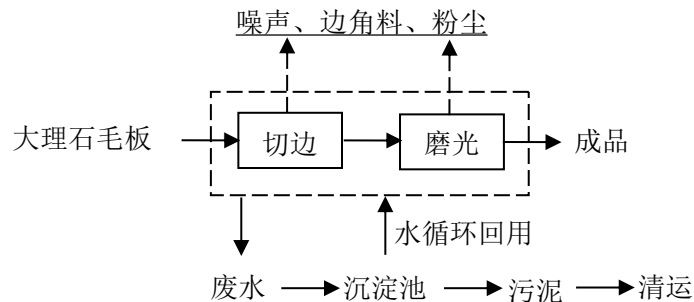 噪声、边角料、粉尘
大理石毛板
切边
磨光
成品
水循环回用
废水
沉淀池
污泥
清运